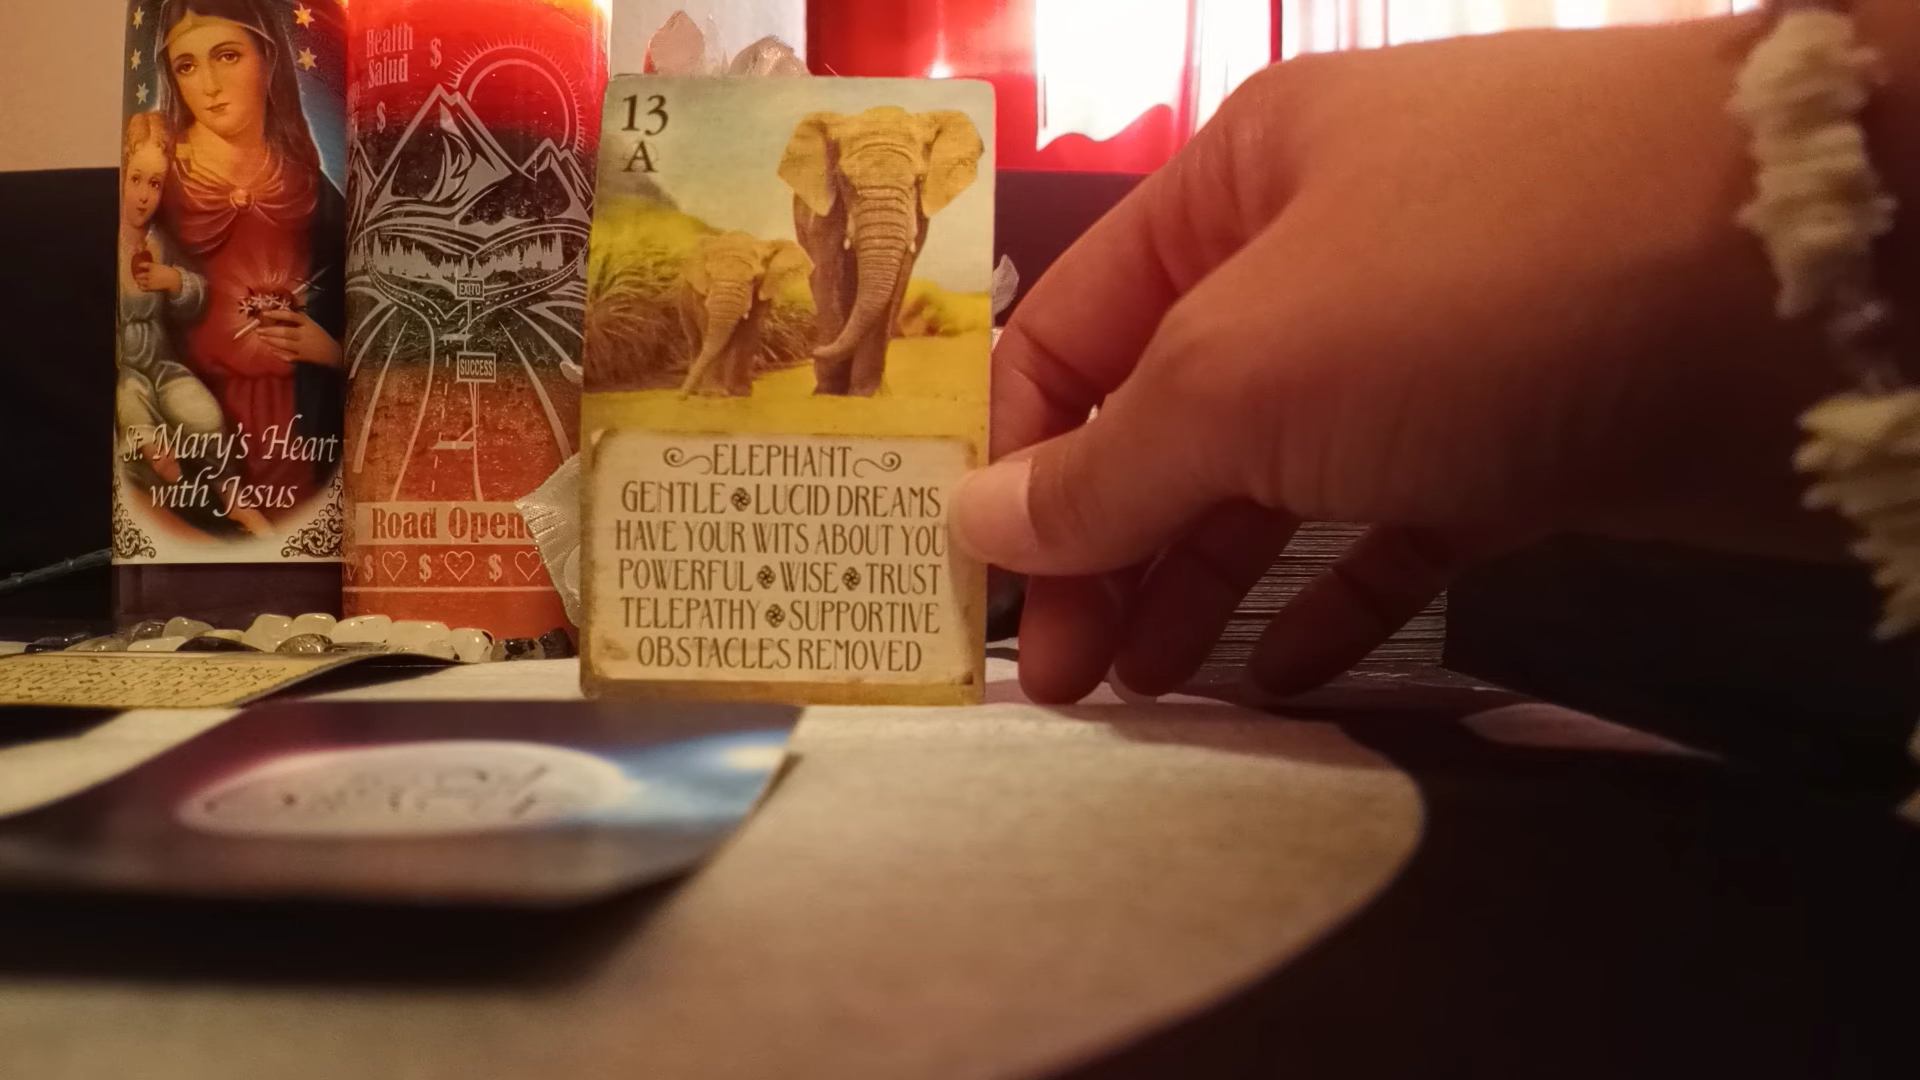 St. Mary's Heart
with Jesus
Health
Salud
$
$
EXITO
SUCCESS
Road Open
$ $ $
13
A
ELEPHANT
GENTLE LUCID DREAMS
HAVE YOUR WITS ABOUT YOU
POWERFUL WISE TRUST
TELEPATHY SUPPORTIVE
OBSTACLES REMOVED